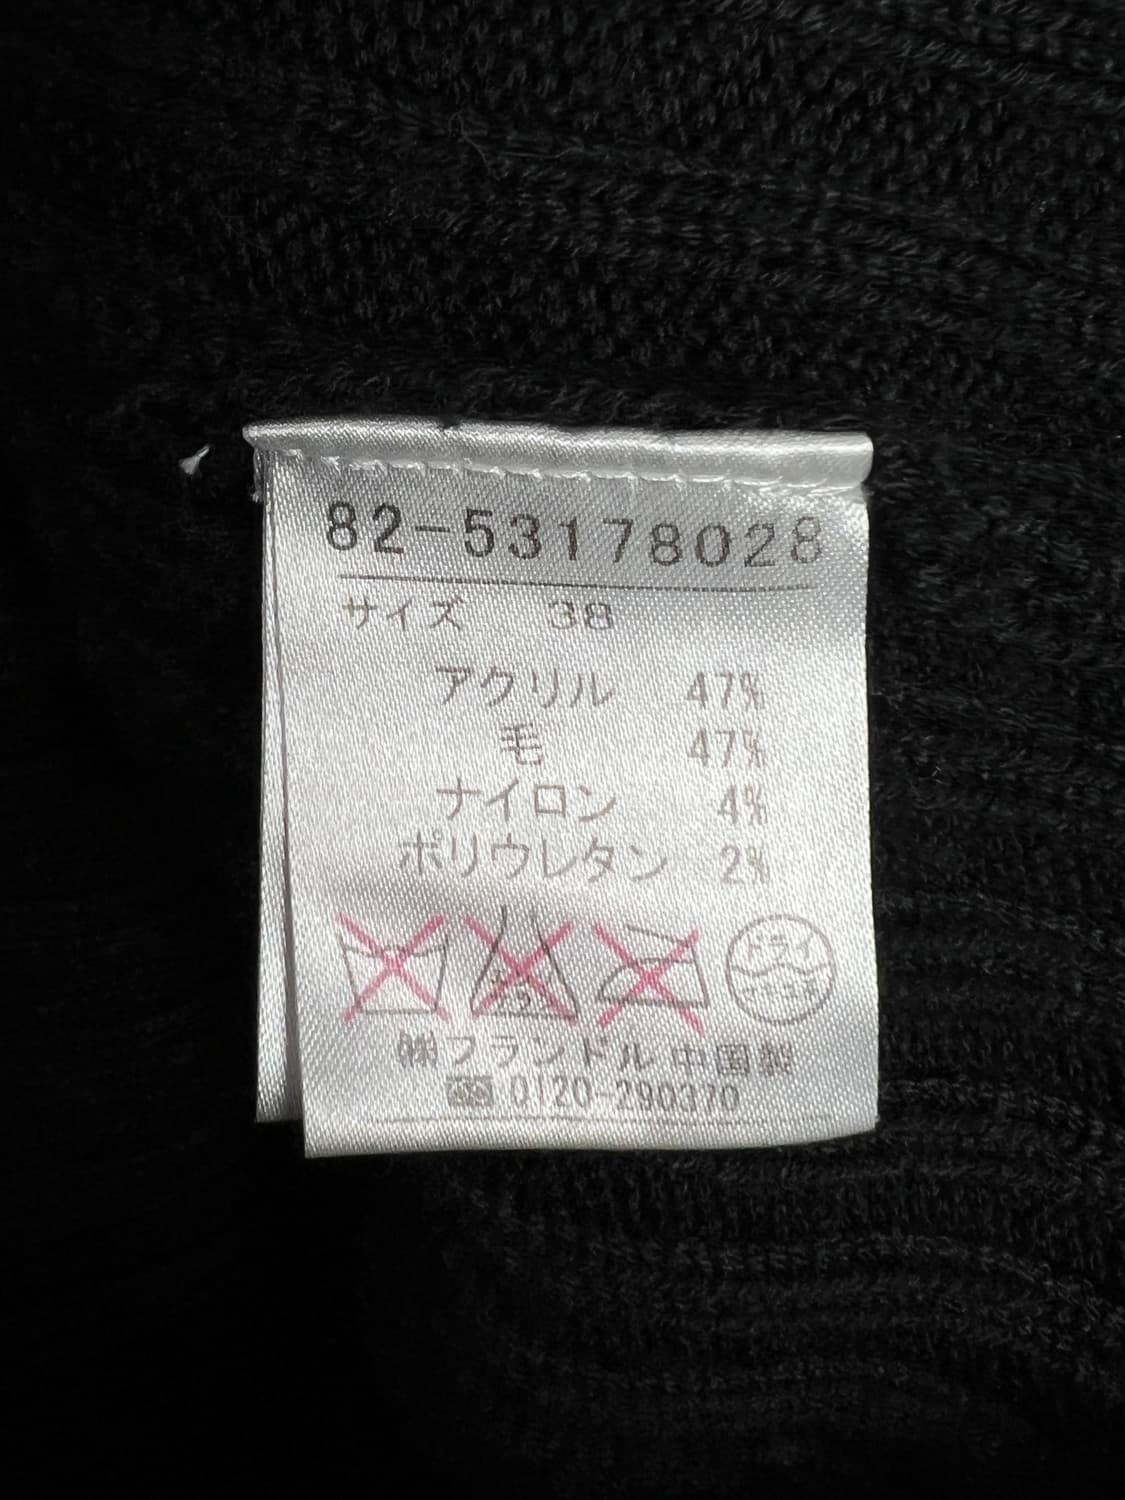 82-53178028
サイズ 38
アクリル 47%
毛 47%
ナイロン 4%
ポリウレタン 2%
ドライ
㈱フランドル 中国製
0120-290370